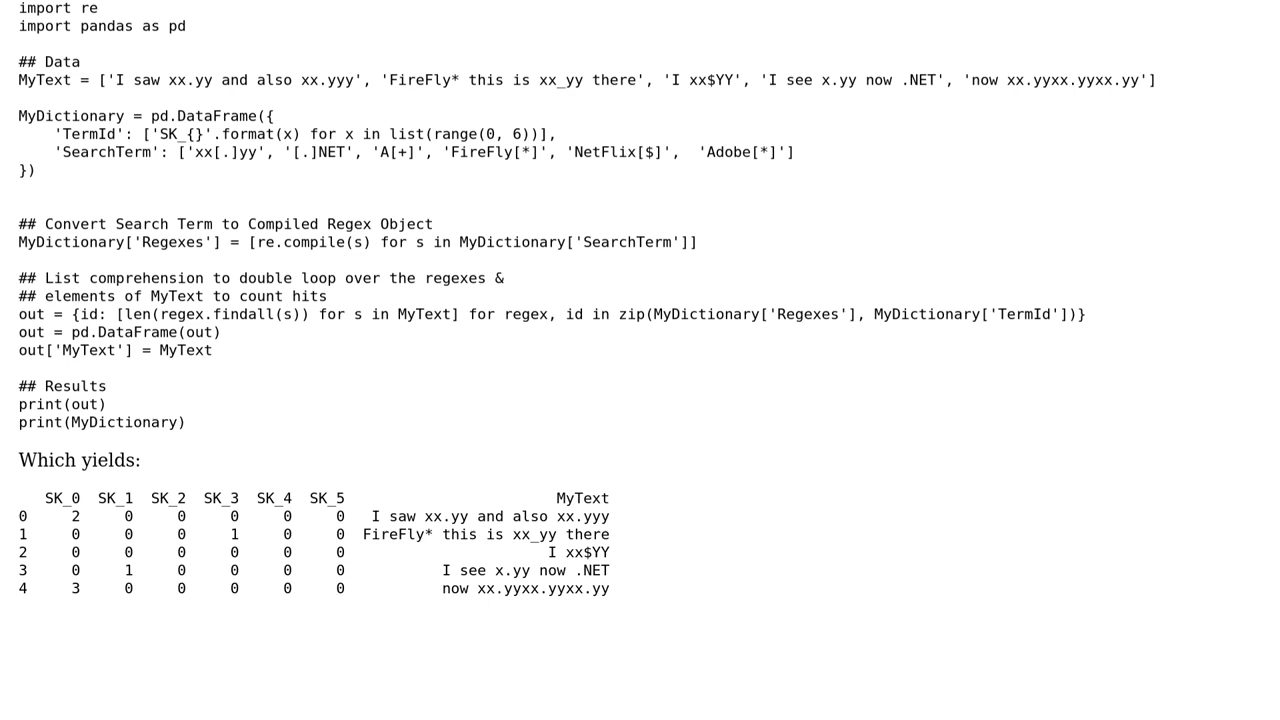 import re
import pandas as pd

## Data
MyText = ['I saw xx.yy and also xx.yyy', 'FireFly* this is xx_yy there', 'I xx$YY', 'I see x.yy now .NET', 'now xx.yyxx.yyxx.yy']

MyDictionary = pd.DataFrame({
    'TermId': ['SK_{}'.format(x) for x in list(range(0, 6))],
    'SearchTerm': ['xx[.]yy', '[.]NET', 'A[+]', 'FireFly[*]', 'NetFlix[$]',  'Adobe[*]']
})


## Convert Search Term to Compiled Regex Object
MyDictionary['Regexes'] = [re.compile(s) for s in MyDictionary['SearchTerm']]

## List comprehension to double loop over the regexes &
## elements of MyText to count hits
out = {id: [len(regex.findall(s)) for s in MyText] for regex, id in zip(MyDictionary['Regexes'], MyDictionary['TermId'])}
out = pd.DataFrame(out)
out['MyText'] = MyText

## Results
print(out)
print(MyDictionary)

Which yields:

   SK_0  SK_1  SK_2  SK_3  SK_4  SK_5                        MyText
0     2     0     0     0     0     0   I saw xx.yy and also xx.yyy
1     0     0     0     1     0     0  FireFly* this is xx_yy there
2     0     0     0     0     0     0                       I xx$YY
3     0     1     0     0     0     0           I see x.yy now .NET
4     3     0     0     0     0     0           now xx.yyxx.yyxx.yy